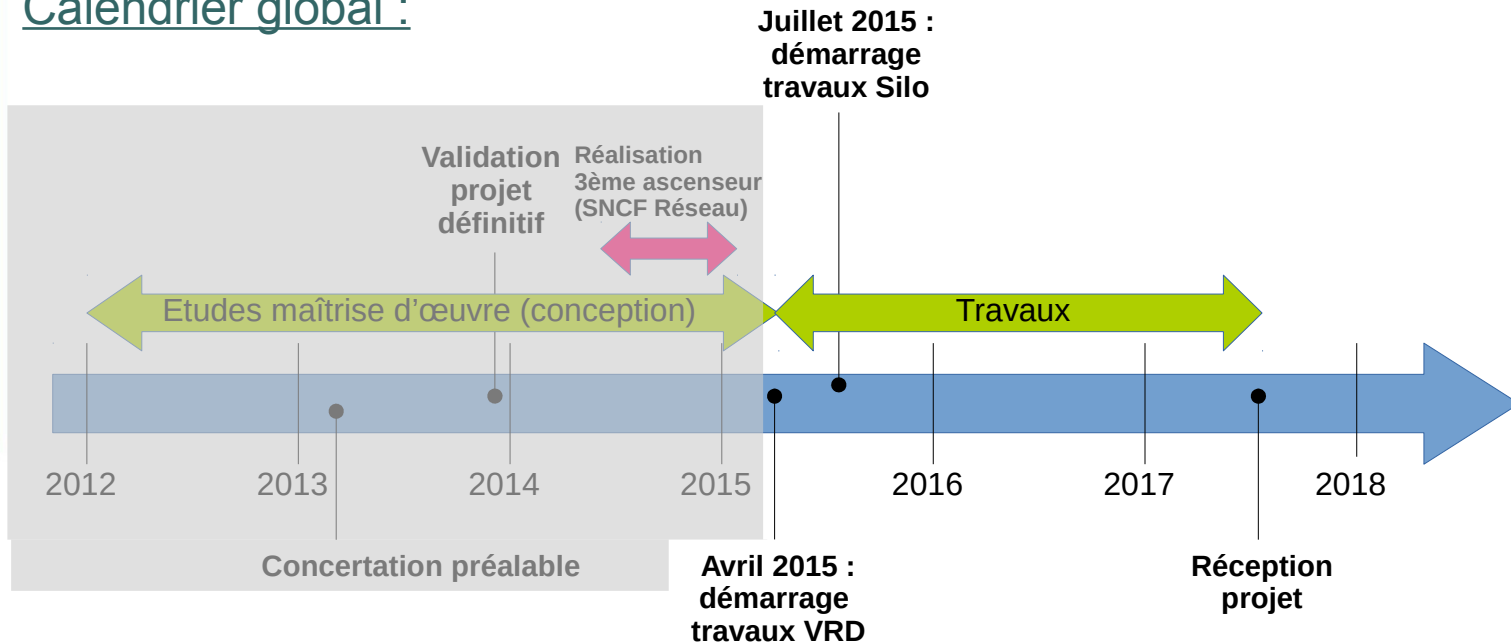 Calendrier global :
Juillet 2015 :
démarrage
travaux Silo
Validation
projet
définitif
Réalisation
3ème ascenseur
(SNCF Réseau)
Etudes maîtrise d’œuvre (conception)
Travaux
2012
2013
2014
2015
2016
2017
2018
Concertation préalable
Avril 2015 :
démarrage
travaux VRD
Réception
projet